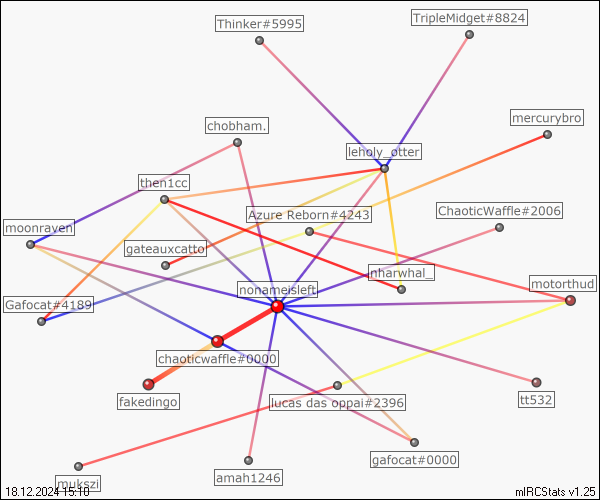 Thinker#5995
TripleMidget#8824
mercurybro
chobham.
leholy_otter
then1cc
Azure Reborn#4243
ChaoticWaffle#2006
moonraven
gateauxcatto
nharwhal_
nonameisleft
motorthud
Gafocat#4189
chaoticwaffle#0000
fakedingo
lucas das oppai#2396
tt532
gafocat#0000
amah1246
mukszi
18.12.2024 15:10
mIRCStats v1.25